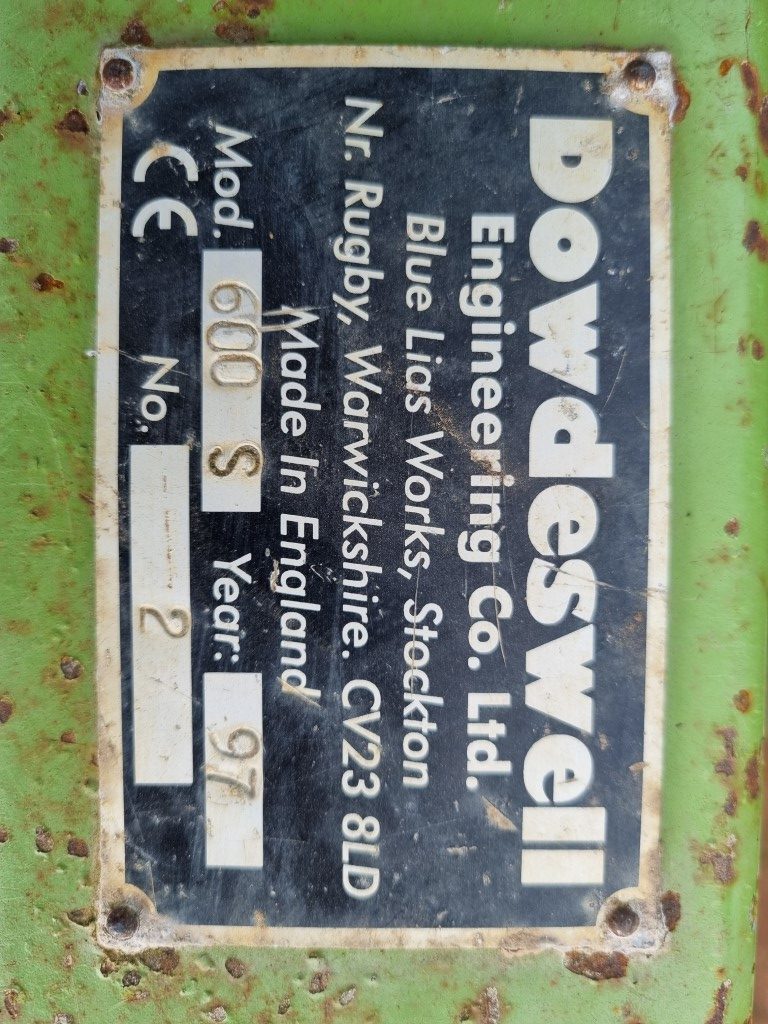 Dowdeswell
Engineering Co. Ltd.
Blue Lias Works, Stockton
Nr. Rugby, Warwickshire. CV23 8LD
Made In England
Mod. 600 S Year: 97
CE No. 2